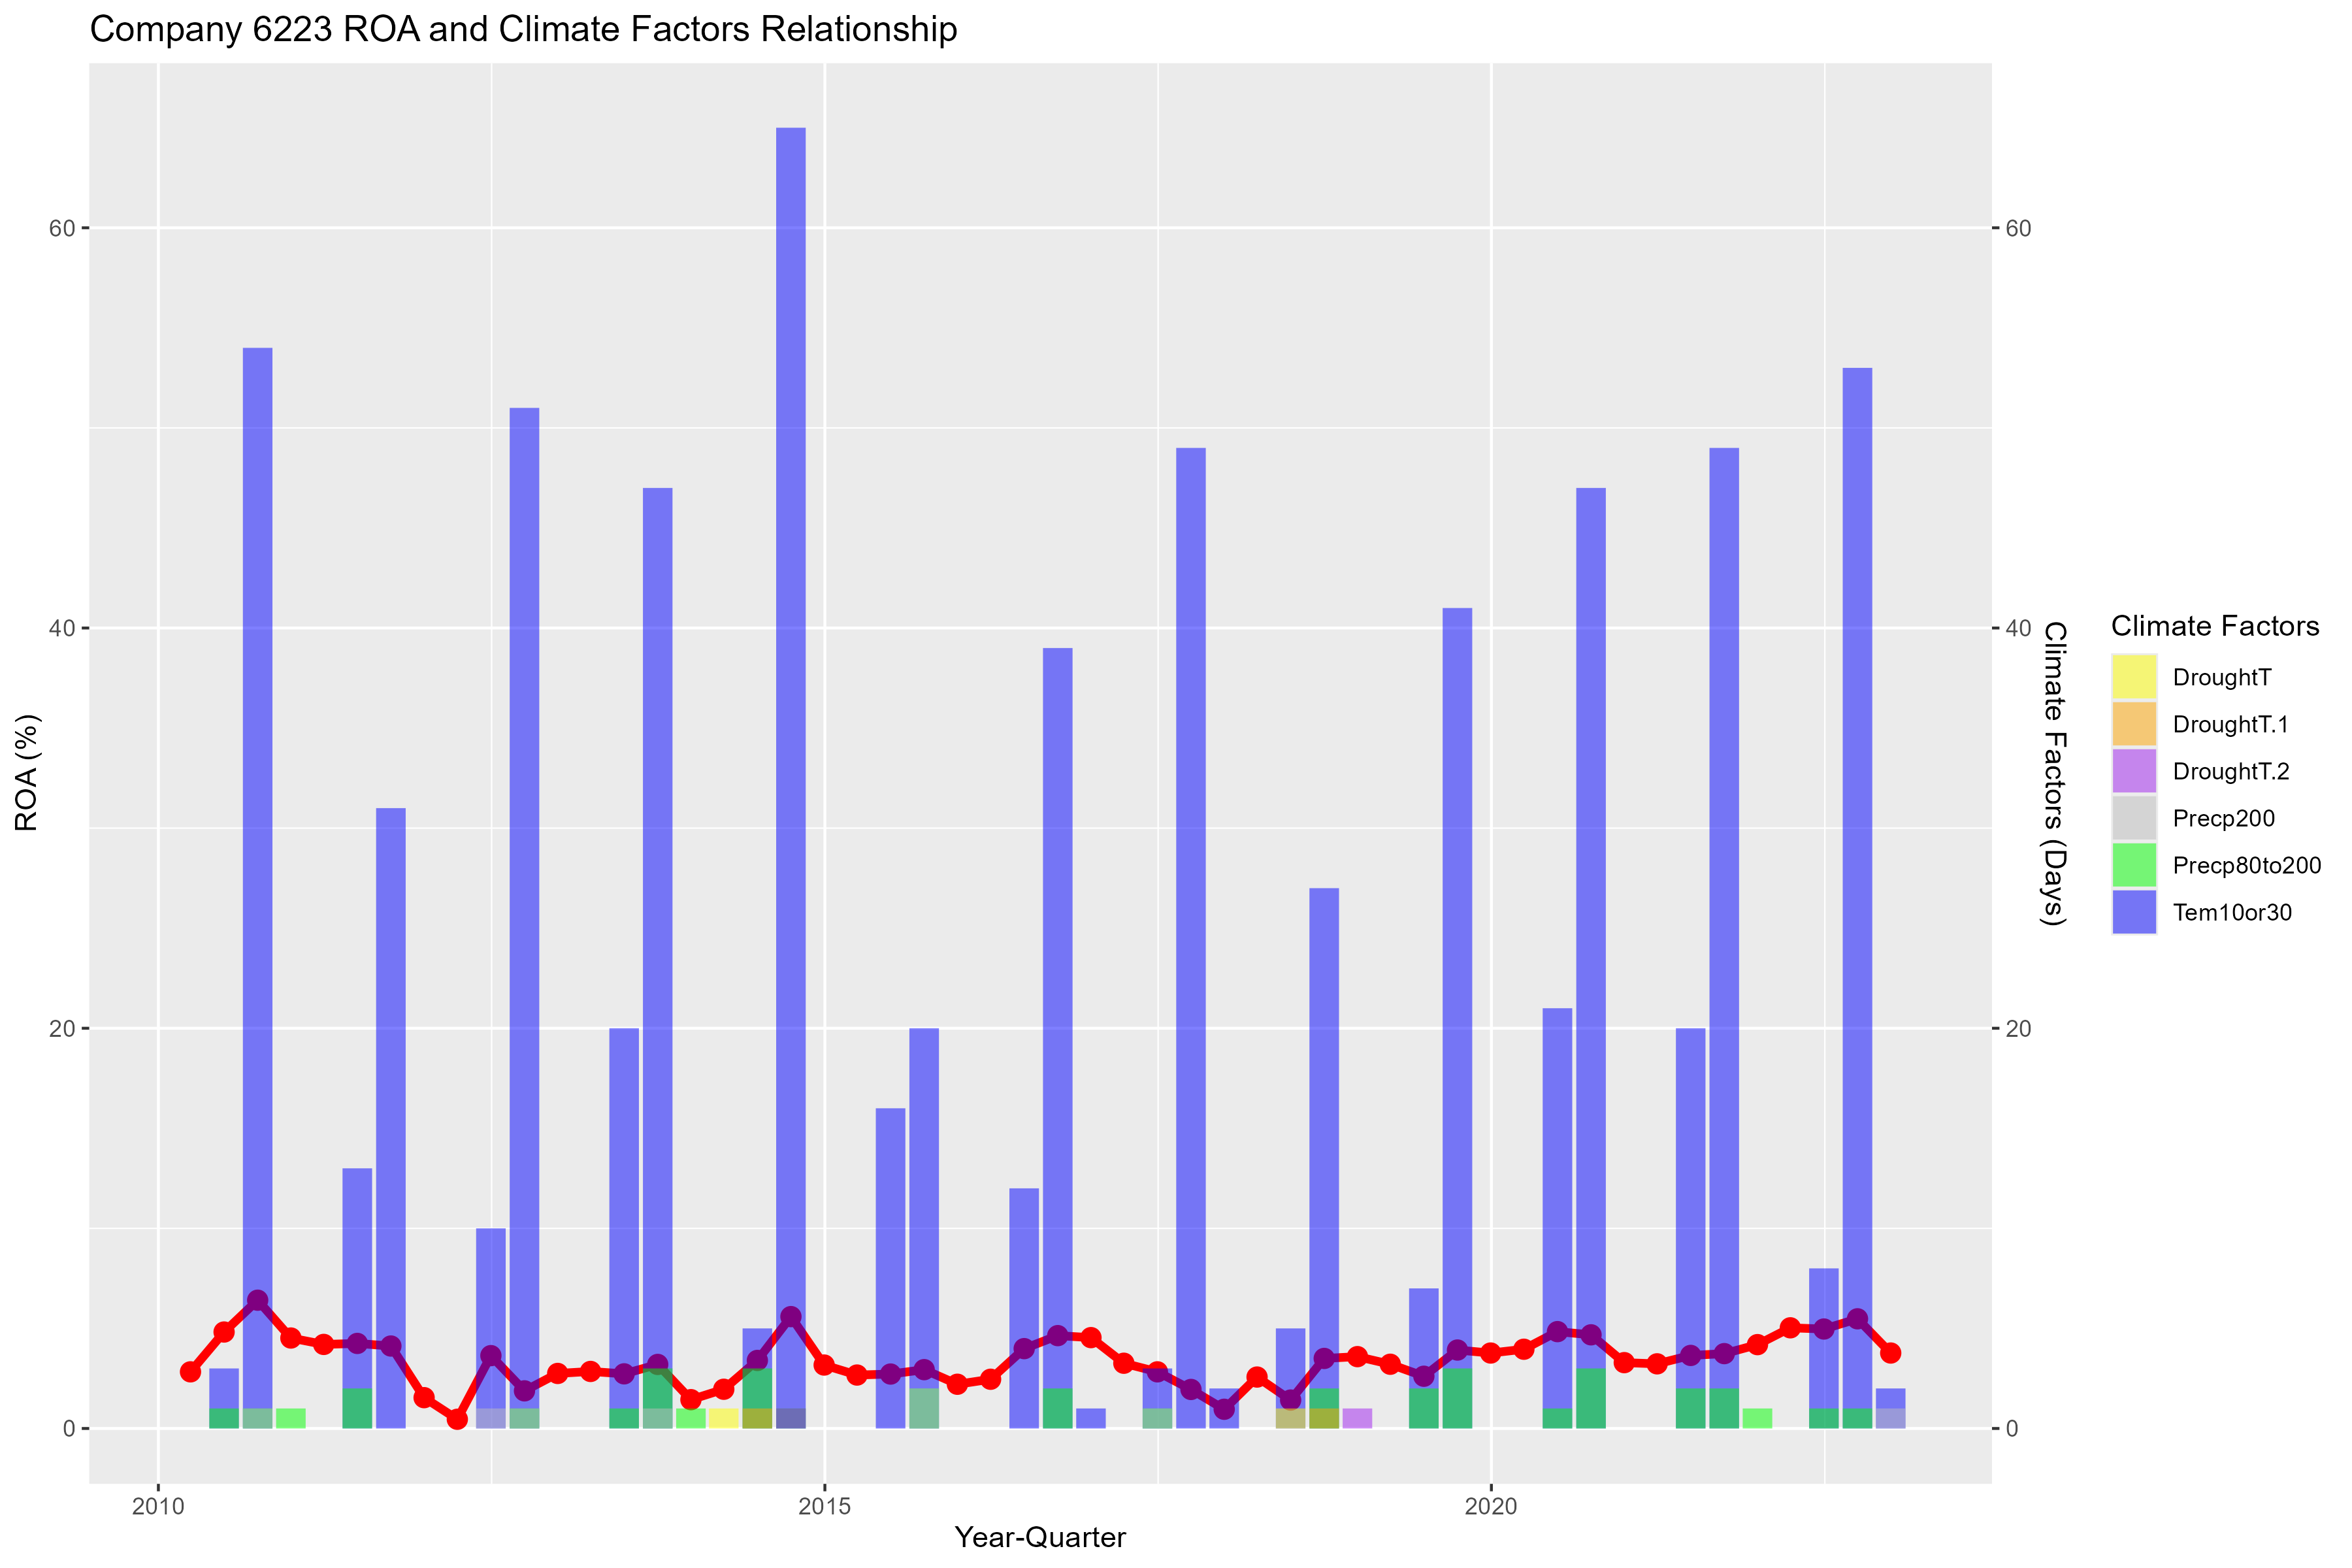 Company 6223 ROA and Climate Factors Relationship
60
40
20
0
ROA (%)
2010
2015
2020
Year-Quarter
60
40
20
0
Climate Factors (Days)
Climate Factors
DroughtT
DroughtT.1
DroughtT.2
Precp200
Precp80to200
Tem10or30